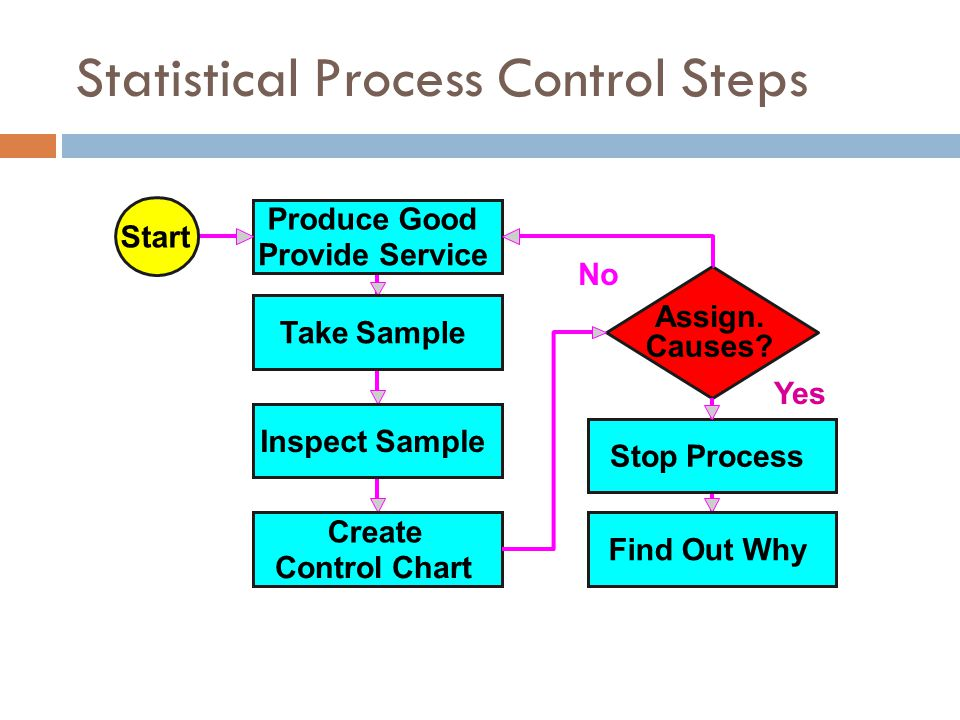 Statistical Process Control Steps
Start
Produce Good
Provide Service
No
Take Sample
Assign.
Causes?
Yes
Inspect Sample
Stop Process
Create
Control Chart
Find Out Why